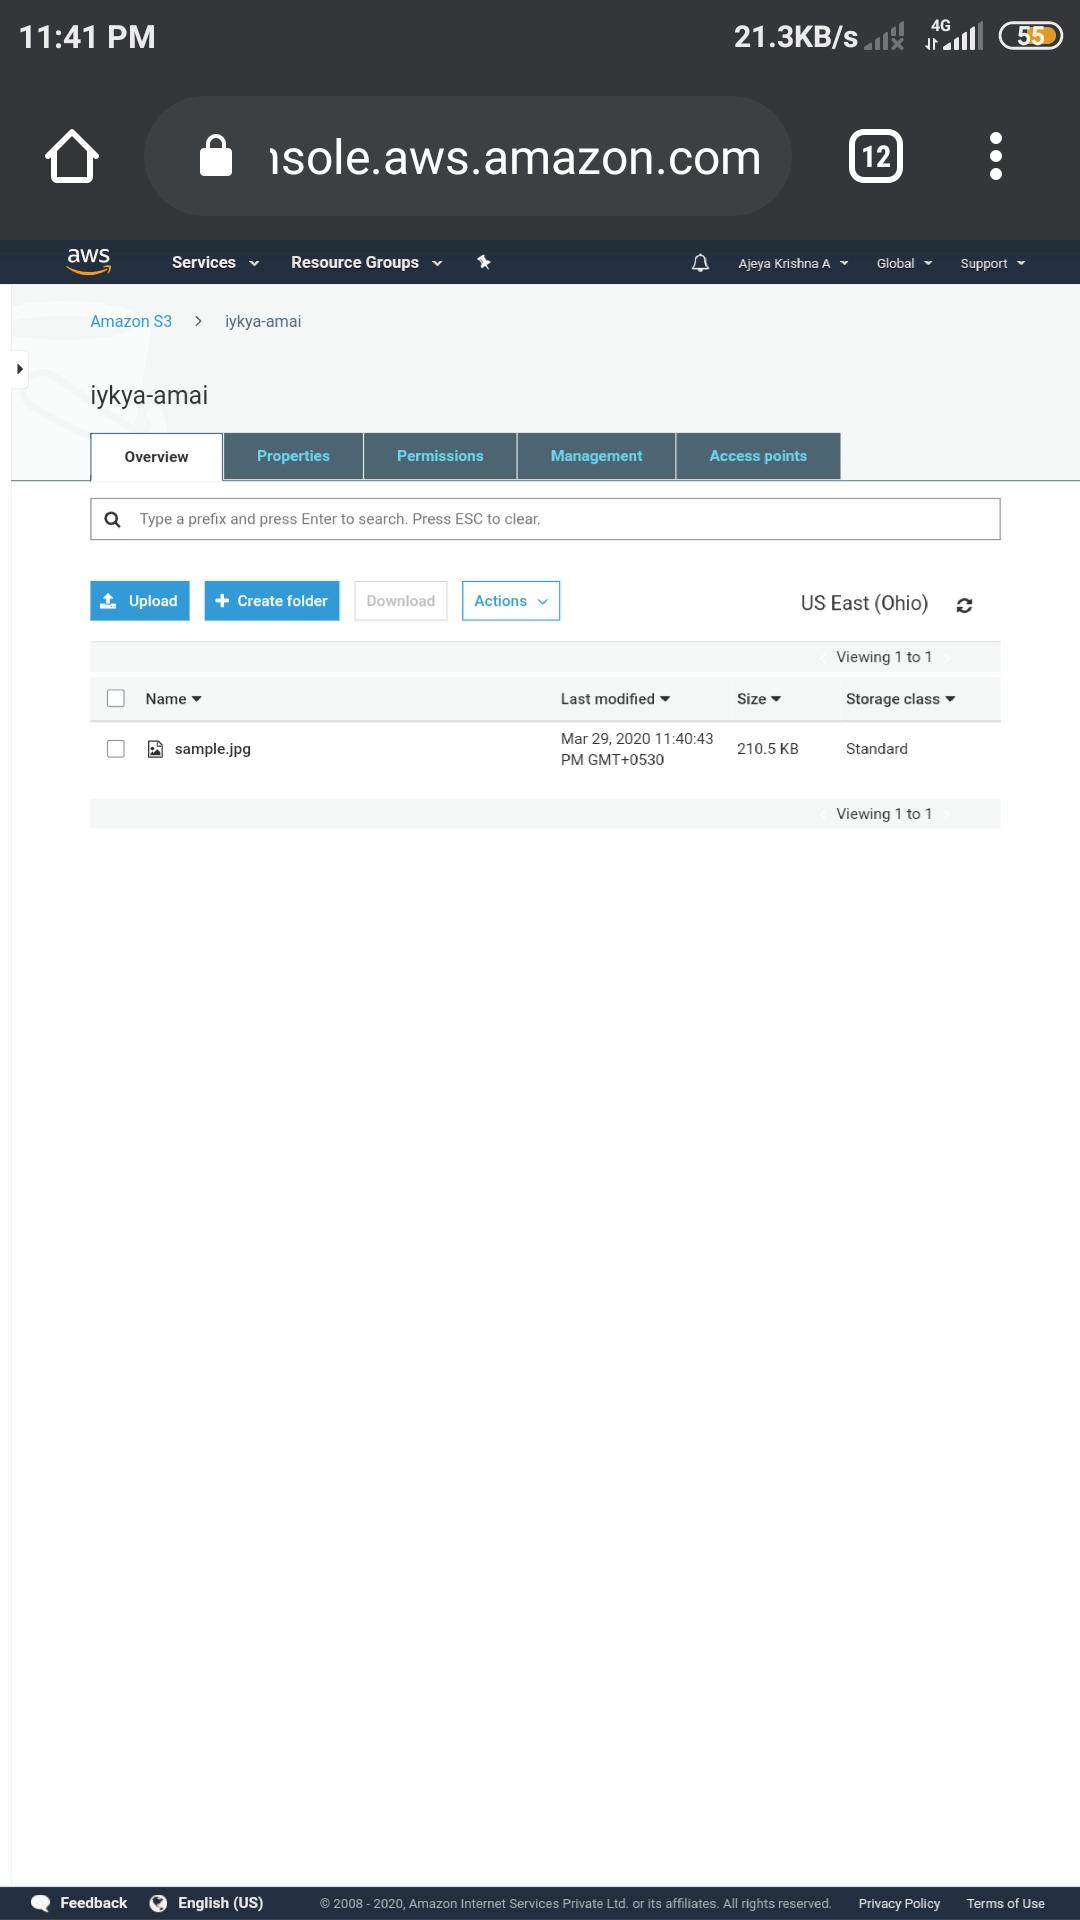 11:41 PM 21.3KB/s 4G 55
nsole.aws.amazon.com 12
aws Services Resource Groups Ajeya Krishna A Global Support
Amazon S3 > iykya-amai
iykya-amai
Overview Properties Permissions Management Access points
Type a prefix and press Enter to search. Press ESC to clear.
Upload + Create folder Download Actions US East (Ohio)
Viewing 1 to 1
Name Last modified Size Storage class
sample.jpg Mar 29, 2020 11:40:43 210.5 KB Standard
PM GMT+0530
Viewing 1 to 1
Feedback English (US) © 2008 - 2020, Amazon Internet Services Private Ltd. or its affiliates. All rights reserved. Privacy Policy Terms of Use